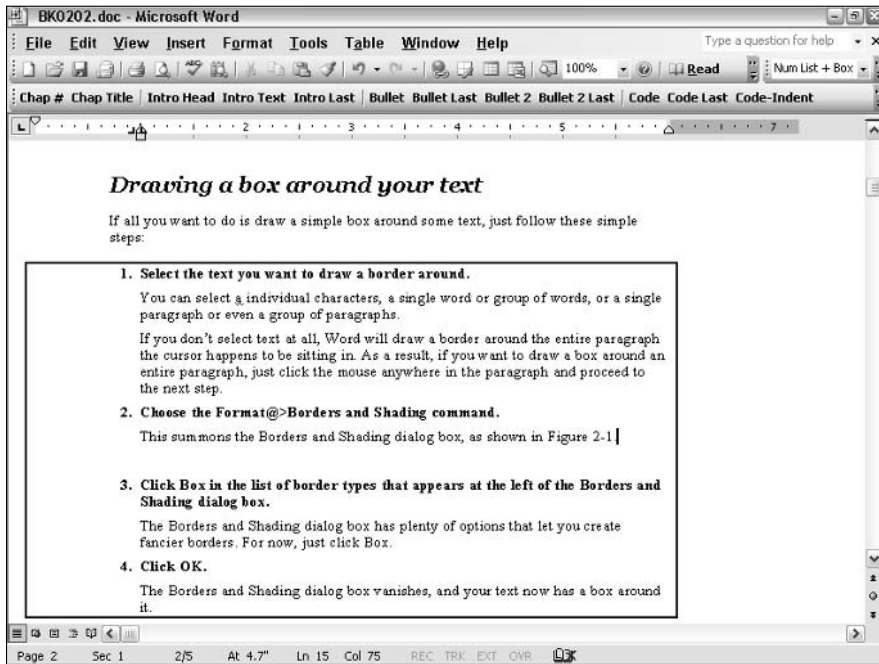 BK0202.doc - Microsoft Word
File Edit View Insert Format Tools Table Window Help
Type a question for help
100%
Read
Num List + Box
Chap # Chap Title Intro Head Intro Text Intro Last Bullet Bullet Last Bullet 2 Bullet 2 Last Code Code Last Code-Indent
2 3 4 5 7
Drawing a box around your text
If all you want to do is draw a simple box around some text, just follow these simple
steps:
1. Select the text you want to draw a border around.
You can select a individual characters, a single word or group of words, or a single
paragraph or even a group of paragraphs.
If you don't select text at all, Word will draw a border around the entire paragraph
the cursor happens to be sitting in. As a result, if you want to draw a box around an
entire paragraph, just click the mouse anywhere in the paragraph and proceed to
the next step.
2. Choose the Format@>Borders and Shading command.
This summons the Borders and Shading dialog box, as shown in Figure 2-1.
3. Click Box in the list of border types that appears at the left of the Borders and
Shading dialog box.
The Borders and Shading dialog box has plenty of options that let you create
fancier borders. For now, just click Box.
4. Click OK.
The Borders and Shading dialog box vanishes, and your text now has a box around
it.
Page 2 Sec 1 2/5 At 4.7" Ln 15 Col 75 REC TRK EXT OVR